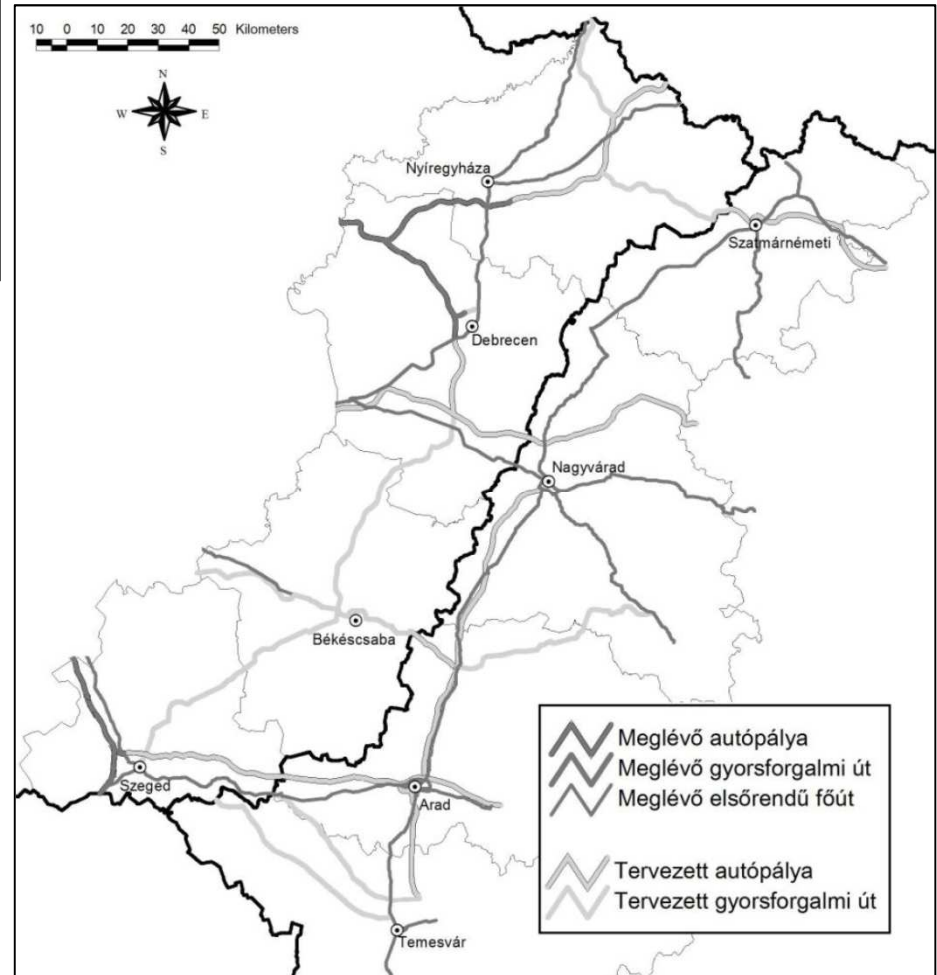 10 0 10 20 30 40 50 Kilometers
N
W E
S
Nyíregyháza
Szatmárnémeti
Debrecen
Nagyvárad
Békéscsaba
Szeged
Arad
Temesvár
Meglévő autópálya
Meglévő gyorsforgalmi út
Meglévő elsőrendű főút
Tervezett autópálya
Tervezett gyorsforgalmi út